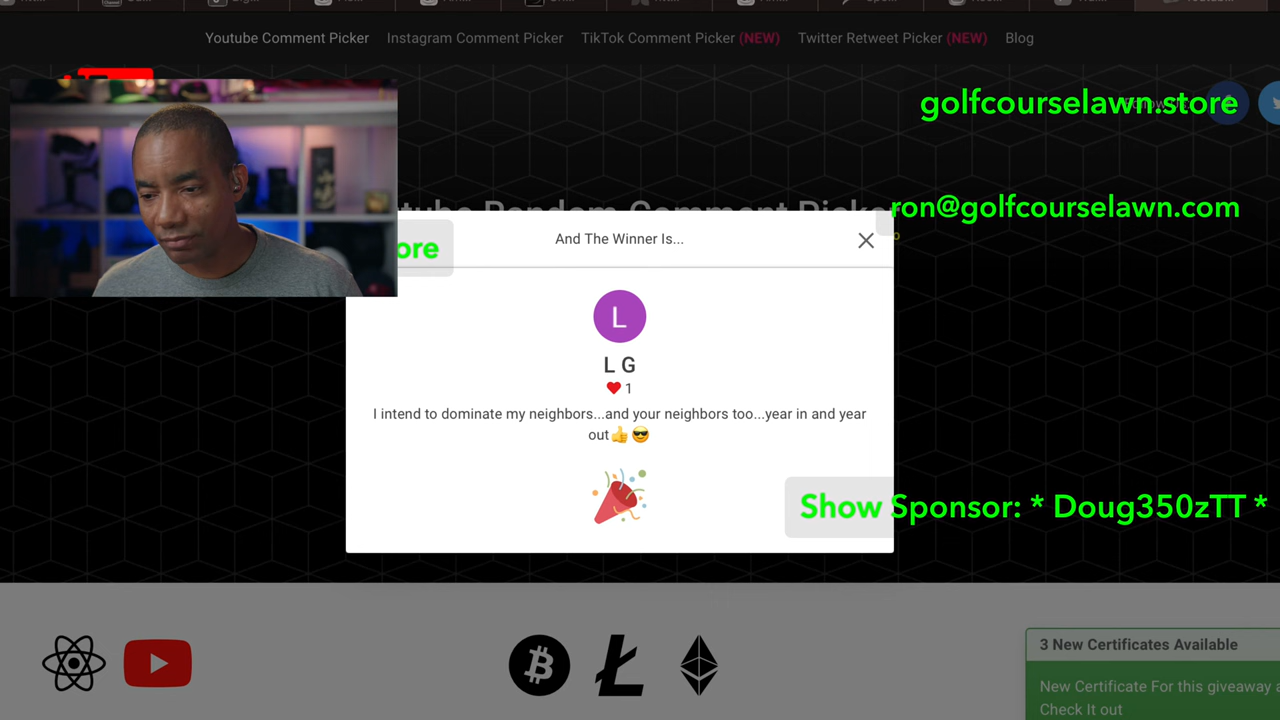 Youtube Comment Picker Instagram Comment Picker TikTok Comment Picker (NEW) Twitter Retweet Picker (NEW) Blog
golfcourselawn.store
Random Comment
ron@golfcourselawn.com
And The Winner Is...
ore
L
L G
1
I intend to dominate my neighbors...and your neighbors too...year in and year
out👍😎
Show Sponsor: * Doug350zTT *
3 New Certificates Available
New Certificate For this giveaway
Check It out